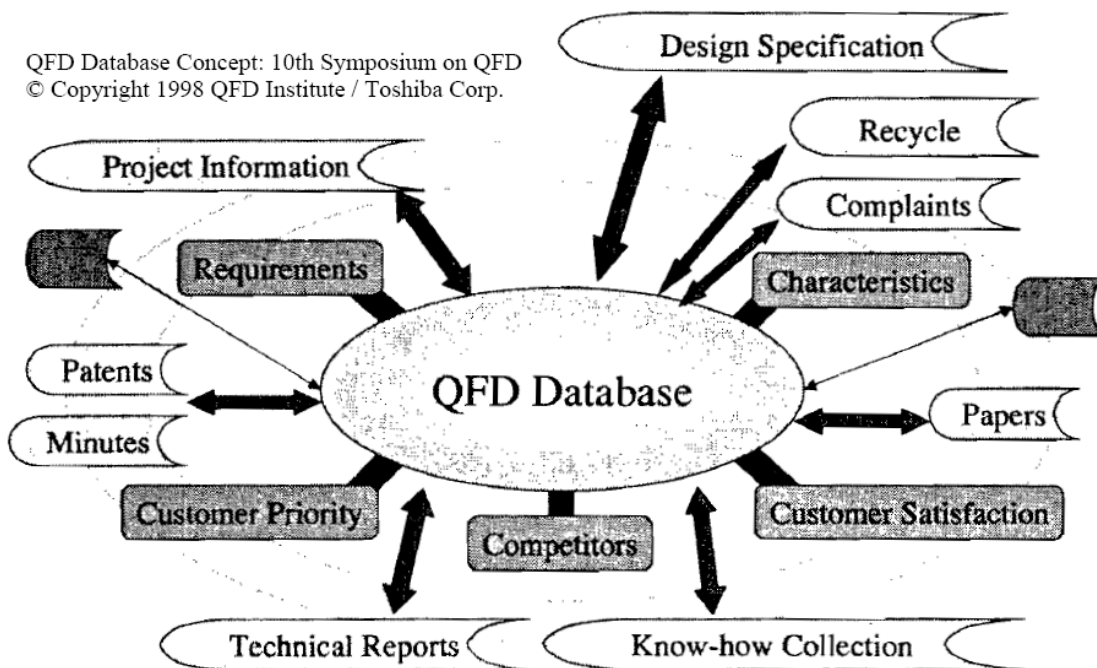 Design Specification
QFD Database Concept: 10th Symposium on QFD
© Copyright 1998 QFD Institute / Toshiba Corp.
Recycle
Project Information
Complaints
Requirements
Characteristics
Patents
QFD Database
Papers
Minutes
Customer Priority
Customer Satisfaction
Competitors
Technical Reports
Know-how Collection